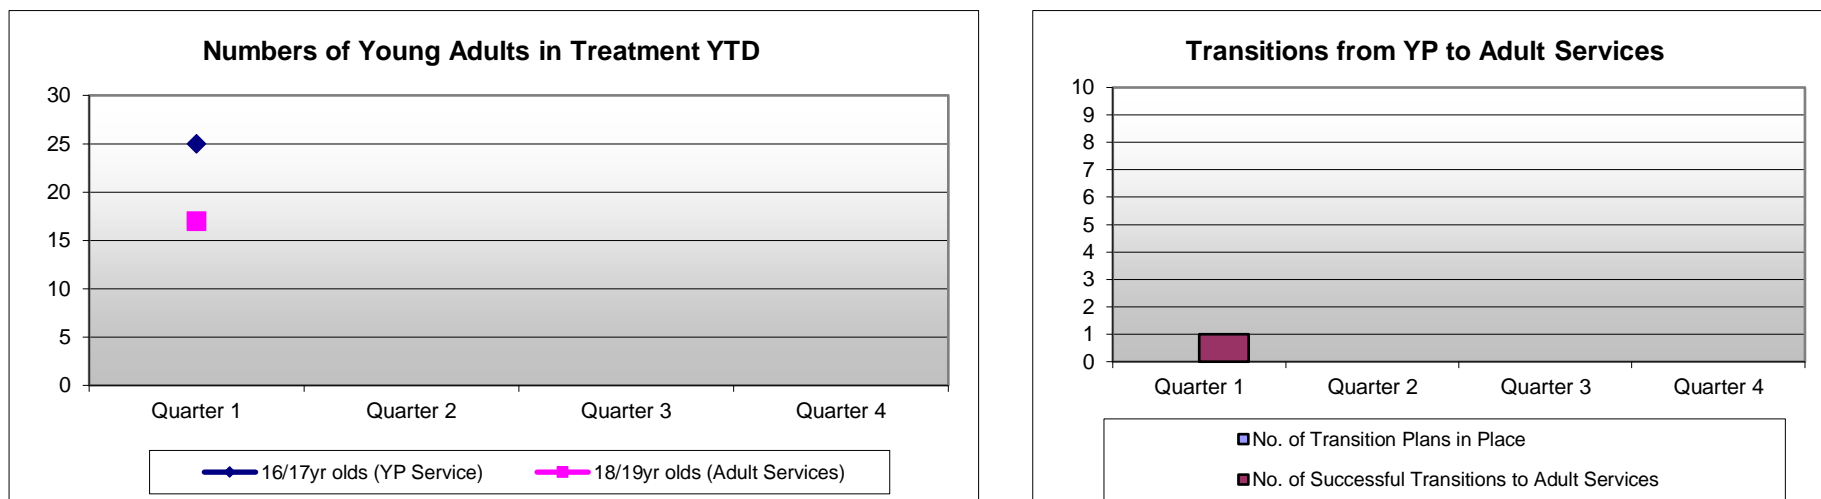 Numbers of Young Adults in Treatment YTD
30
25
20
15
10
5
0
Quarter 1 Quarter 2 Quarter 3 Quarter 4
16/17yr olds (YP Service) 18/19yr olds (Adult Services)
Transitions from YP to Adult Services
10
9
8
7
6
5
4
3
2
1
0
Quarter 1 Quarter 2 Quarter 3 Quarter 4
No. of Transition Plans in Place
No. of Successful Transitions to Adult Services